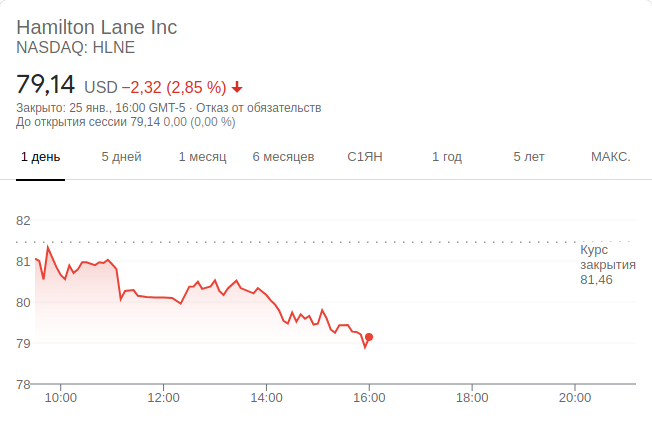 Hamilton Lane Inc
NASDAQ: HLNE
79,14 USD −2,32 (2,85 %)
Закрыто: 25 янв., 16:00 GMT-5 · Отказ от обязательств
До открытия сессии 79,14 0,00 (0,00 %)
1 день 5 дней 1 месяц 6 месяцев С1ЯН 1 год 5 лет МАКС.
82
81
80
79
78
Курс
закрытия
81,46
10:00 12:00 14:00 16:00 18:00 20:00